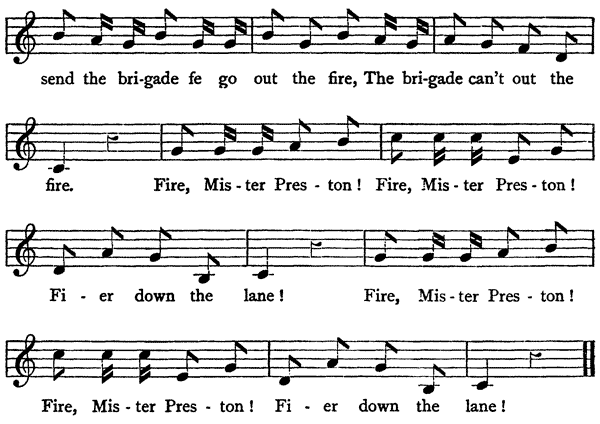 send the bri-gade fe go out the fire, The bri-gade can't out the
fire. Fire, Mis - ter Pres - ton! Fire, Mis - ter Pres - ton!
Fi - er down the lane! Fire, Mis - ter Pres - ton!
Fire, Mis - ter Pres - ton! Fi - er down the lane!